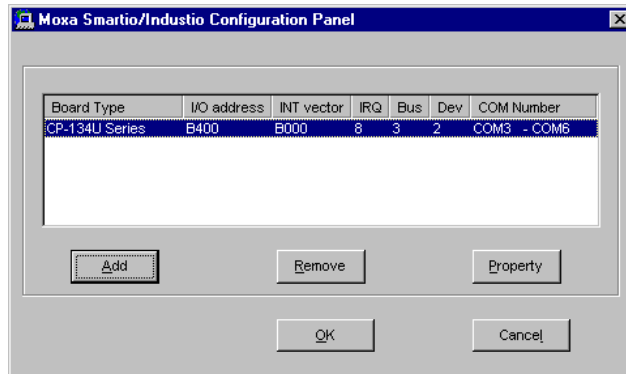 Moxa Smartio/Industio Configuration Panel
Board Type I/O address INT vector IRQ Bus Dev COM Number
CP-134U Series B400 B000 8 3 2 COM3 - COM6
Add Remove Property
OK Cancel